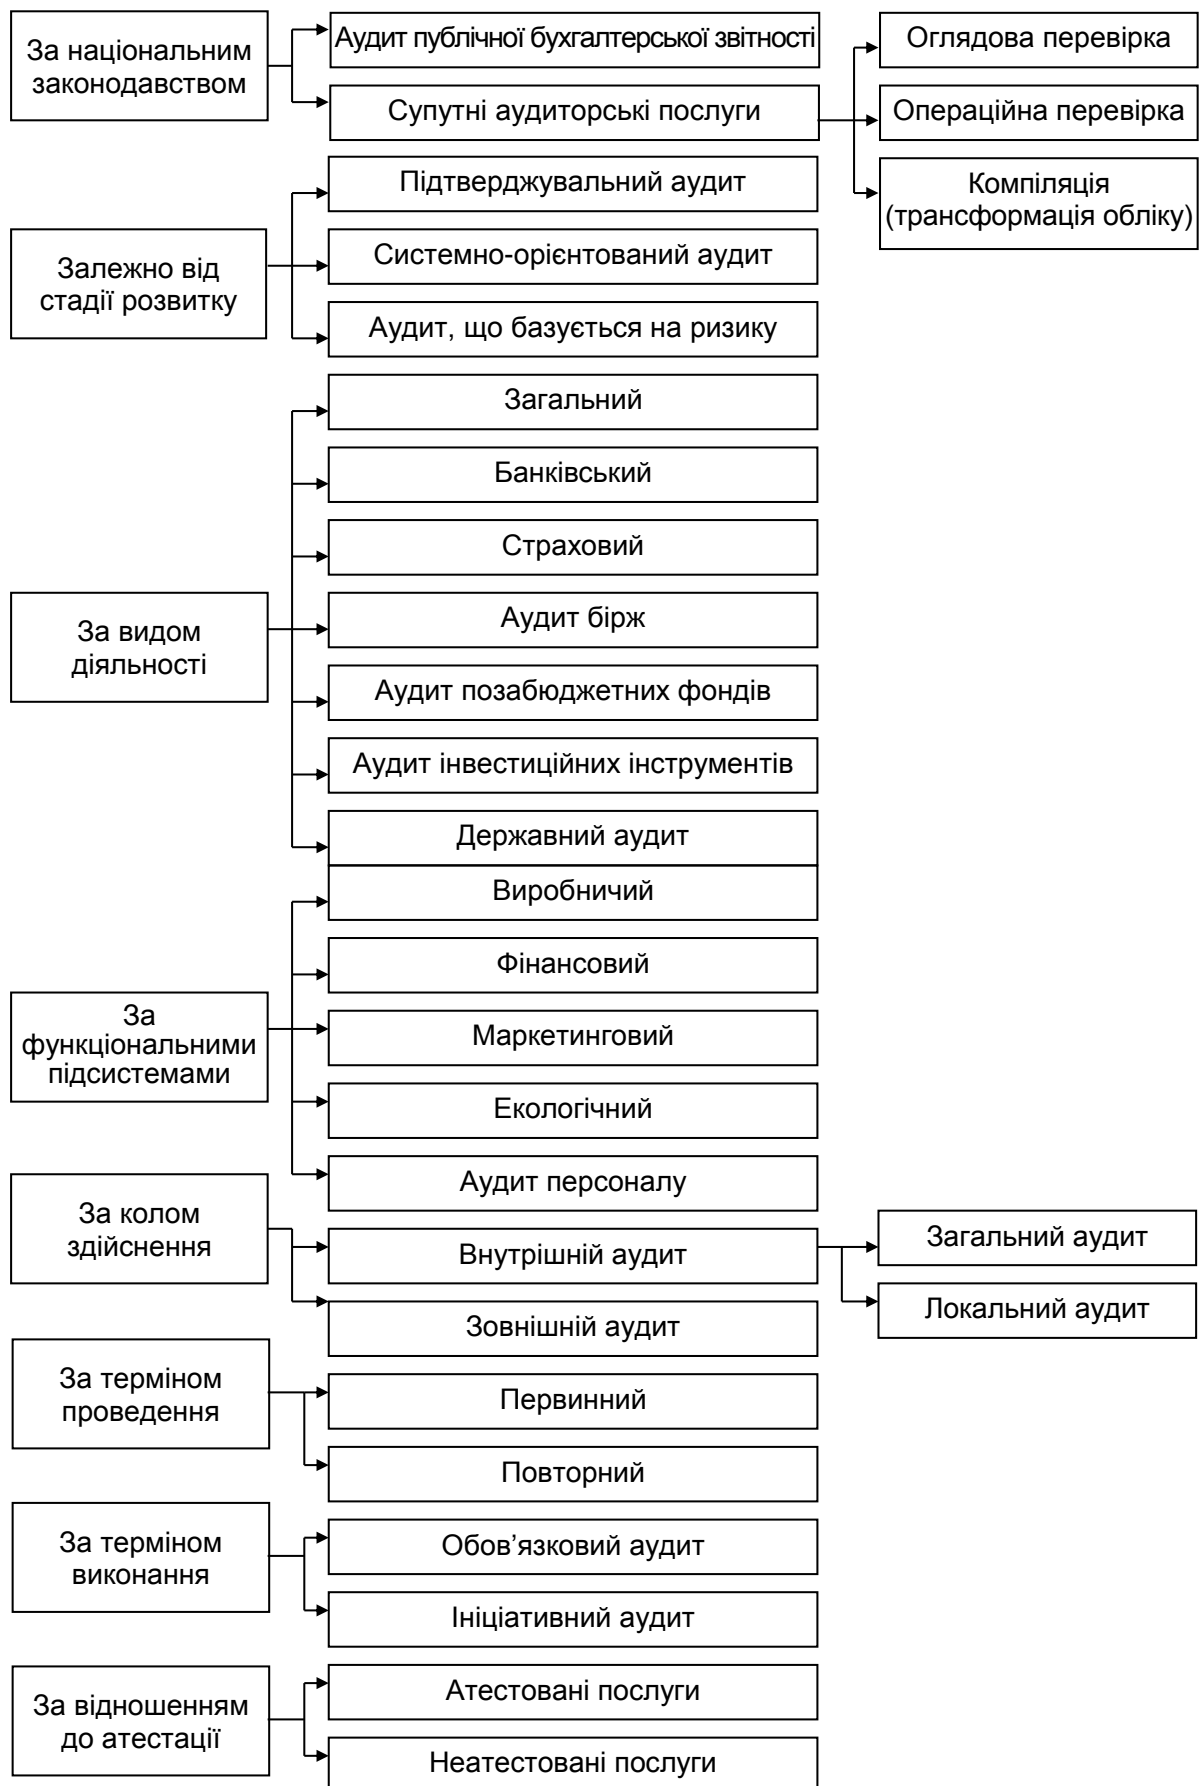 За національним
законодавством
Аудит публічної бухгалтерської звітності
Супутні аудиторські послуги
Оглядова перевірка
Операційна перевірка
Компіляція
(трансформація обліку)
Залежно від
стадії розвитку
Підтверджувальний аудит
Системно-орієнтований аудит
Аудит, що базується на ризику
За видом
діяльності
Загальний
Банківський
Страховий
Аудит бірж
Аудит позабюджетних фондів
Аудит інвестиційних інструментів
Державний аудит
За
функціональними
підсистемами
Виробничий
Фінансовий
Маркетинговий
Екологічний
Аудит персоналу
За колом
здійснення
Внутрішній аудит
Зовнішній аудит
Загальний аудит
Локальний аудит
За терміном
проведення
Первинний
Повторний
За терміном
виконання
Обов’язковий аудит
Ініціативний аудит
За відношенням
до атестації
Атестовані послуги
Неатестовані послуги